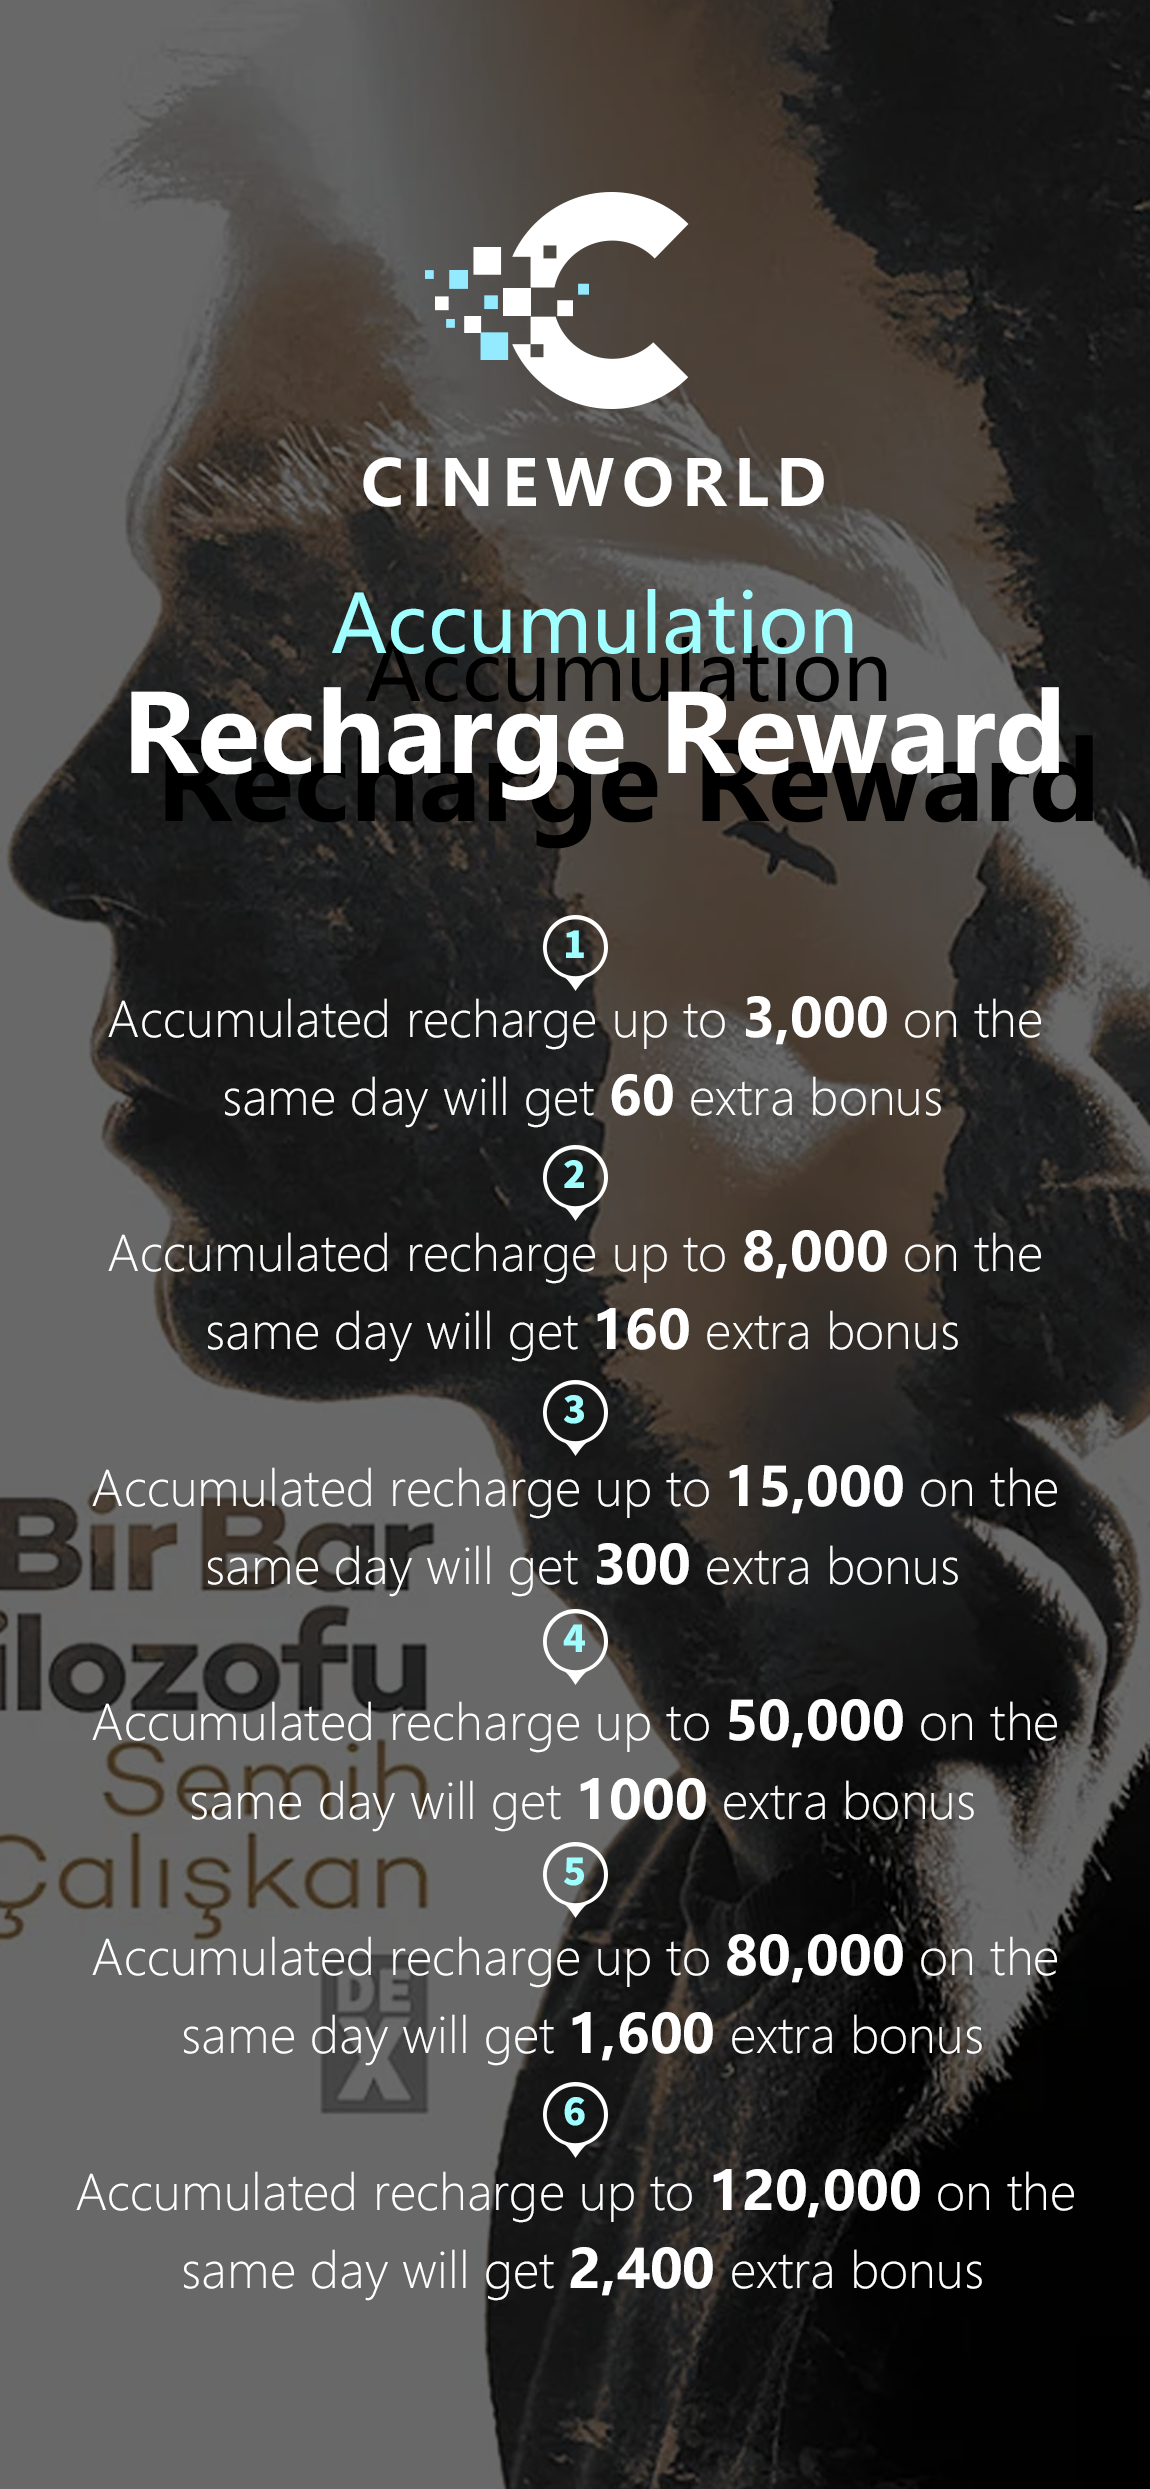 CINEWORLD
Accumulation
Recharge Reward
1
Accumulated recharge up to 3,000 on the
same day will get 60 extra bonus
2
Accumulated recharge up to 8,000 on the
same day will get 160 extra bonus
3
Accumulated recharge up to 15,000 on the
same day will get 300 extra bonus
4
Accumulated recharge up to 50,000 on the
same day will get 1000 extra bonus
5
Accumulated recharge up to 80,000 on the
same day will get 1,600 extra bonus
6
Accumulated recharge up to 120,000 on the
same day will get 2,400 extra bonus
Bir Bar
ilozofu
Semih
Çalışkan
DE
X